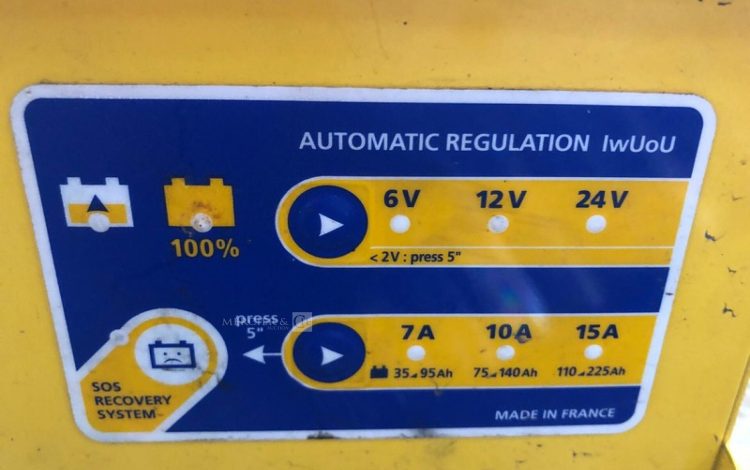 AUTOMATIC REGULATION IwUoU
6V 12V 24V
100%
< 2V : press 5"
press
5"
7A 10A 15A
35◢95Ah 75◢140Ah 110◢225Ah
SOS
RECOVERY
SYSTEM
MADE IN FRANCE